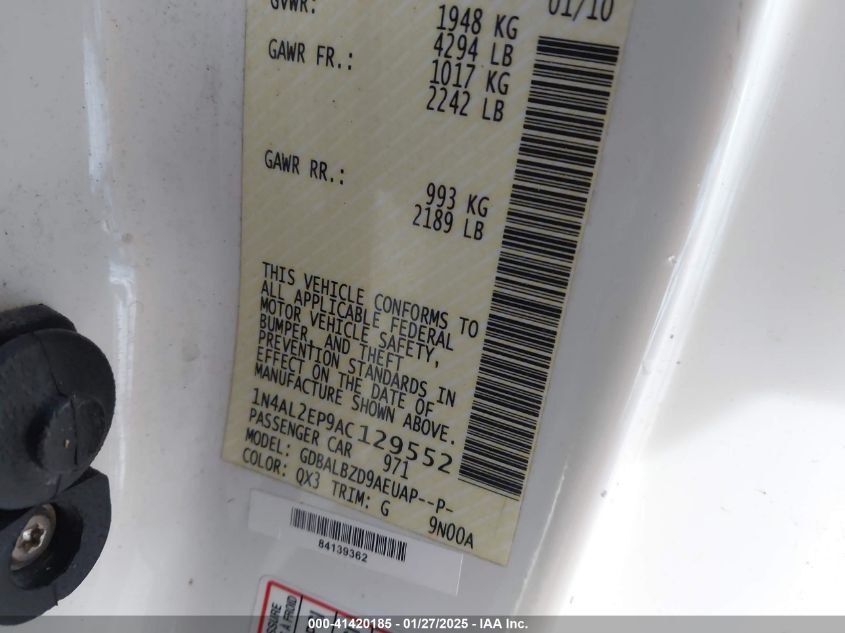 GVWR:
01/10
1948 KG
4294 LB
GAWR FR.:
1017 KG
2242 LB
GAWR RR.:
993 KG
2189 LB
THIS VEHICLE CONFORMS TO
ALL APPLICABLE FEDERAL
MOTOR VEHICLE SAFETY,
BUMPER, AND THEFT
PREVENTION STANDARDS IN
EFFECT ON THE DATE OF
MANUFACTURE SHOWN ABOVE.
1N4AL2EP9AC129552
PASSENGER CAR 971
MODEL: GDBALBZD9AEUAP--P-
COLOR: QX3 TRIM: G 9N00A
84139362
000-41420185 - 01/27/2025 - IAA Inc.